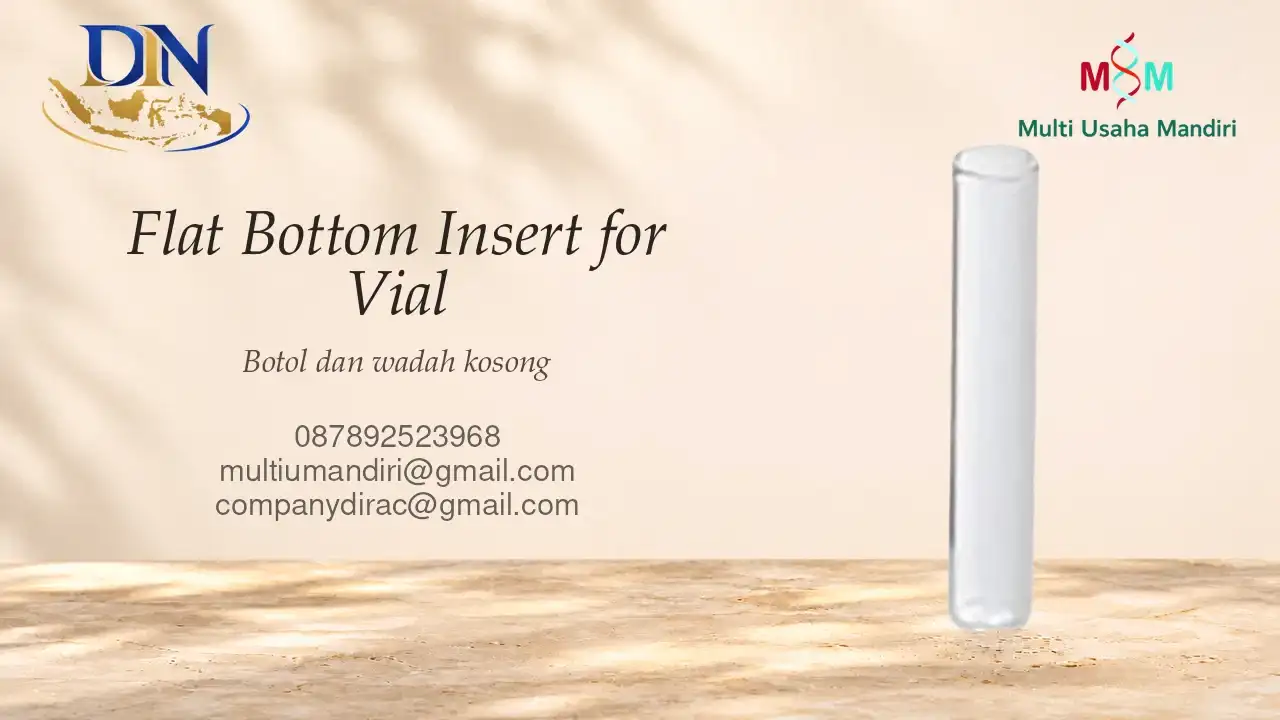 DN
M M
Multi Usaha Mandiri
Flat Bottom Insert for
Vial
Botol dan wadah kosong
087892523968
multiumandiri@gmail.com
companydirac@gmail.com